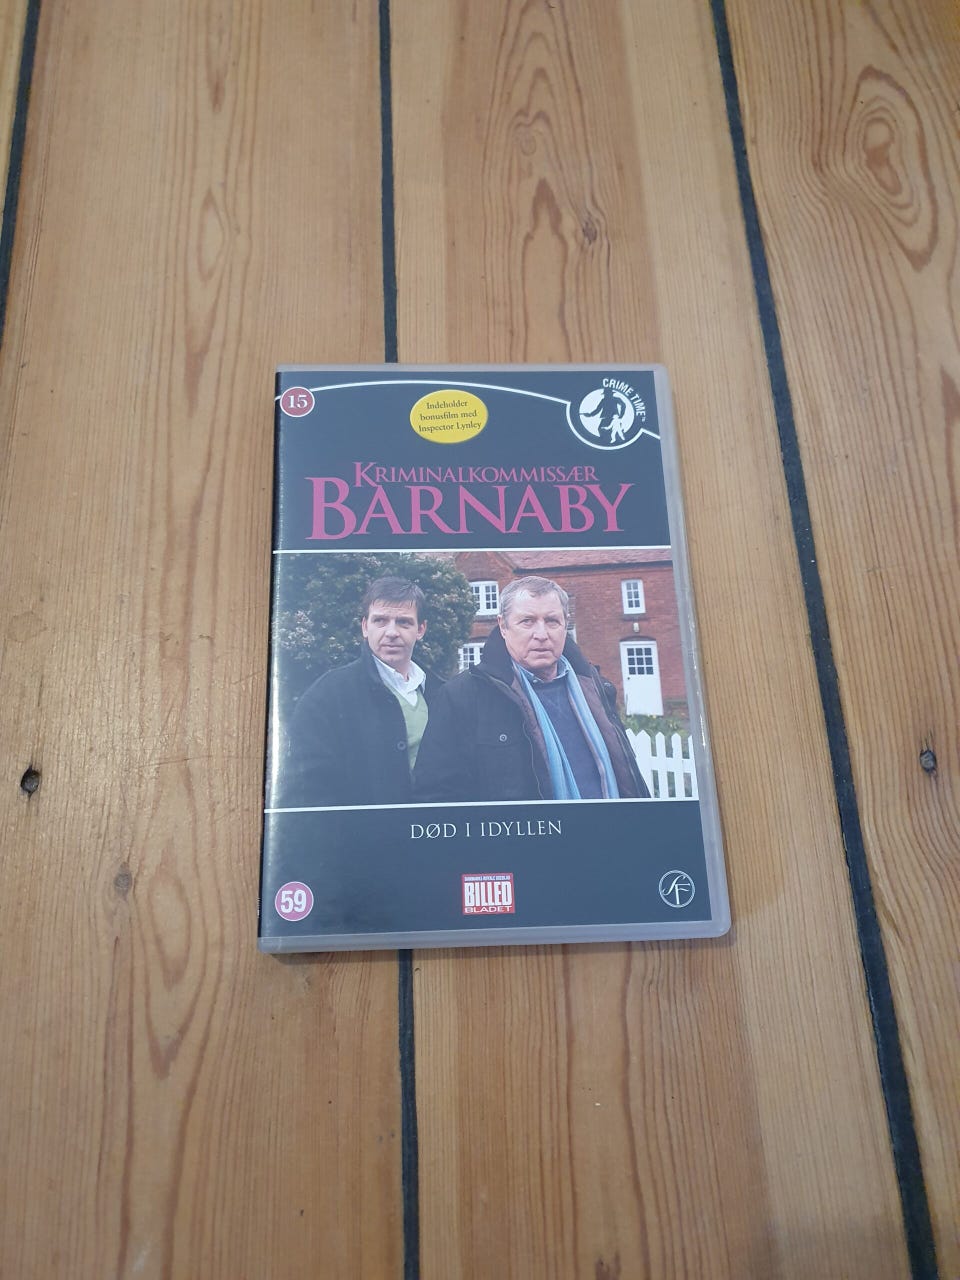 15
Indeholder
bonusfilm med
Inspector Lynley
CRIME TIME
KRIMINALKOMMISSÆR
BARNABY
DØD I IDYLLEN
59
BILLED
BLADET
SF